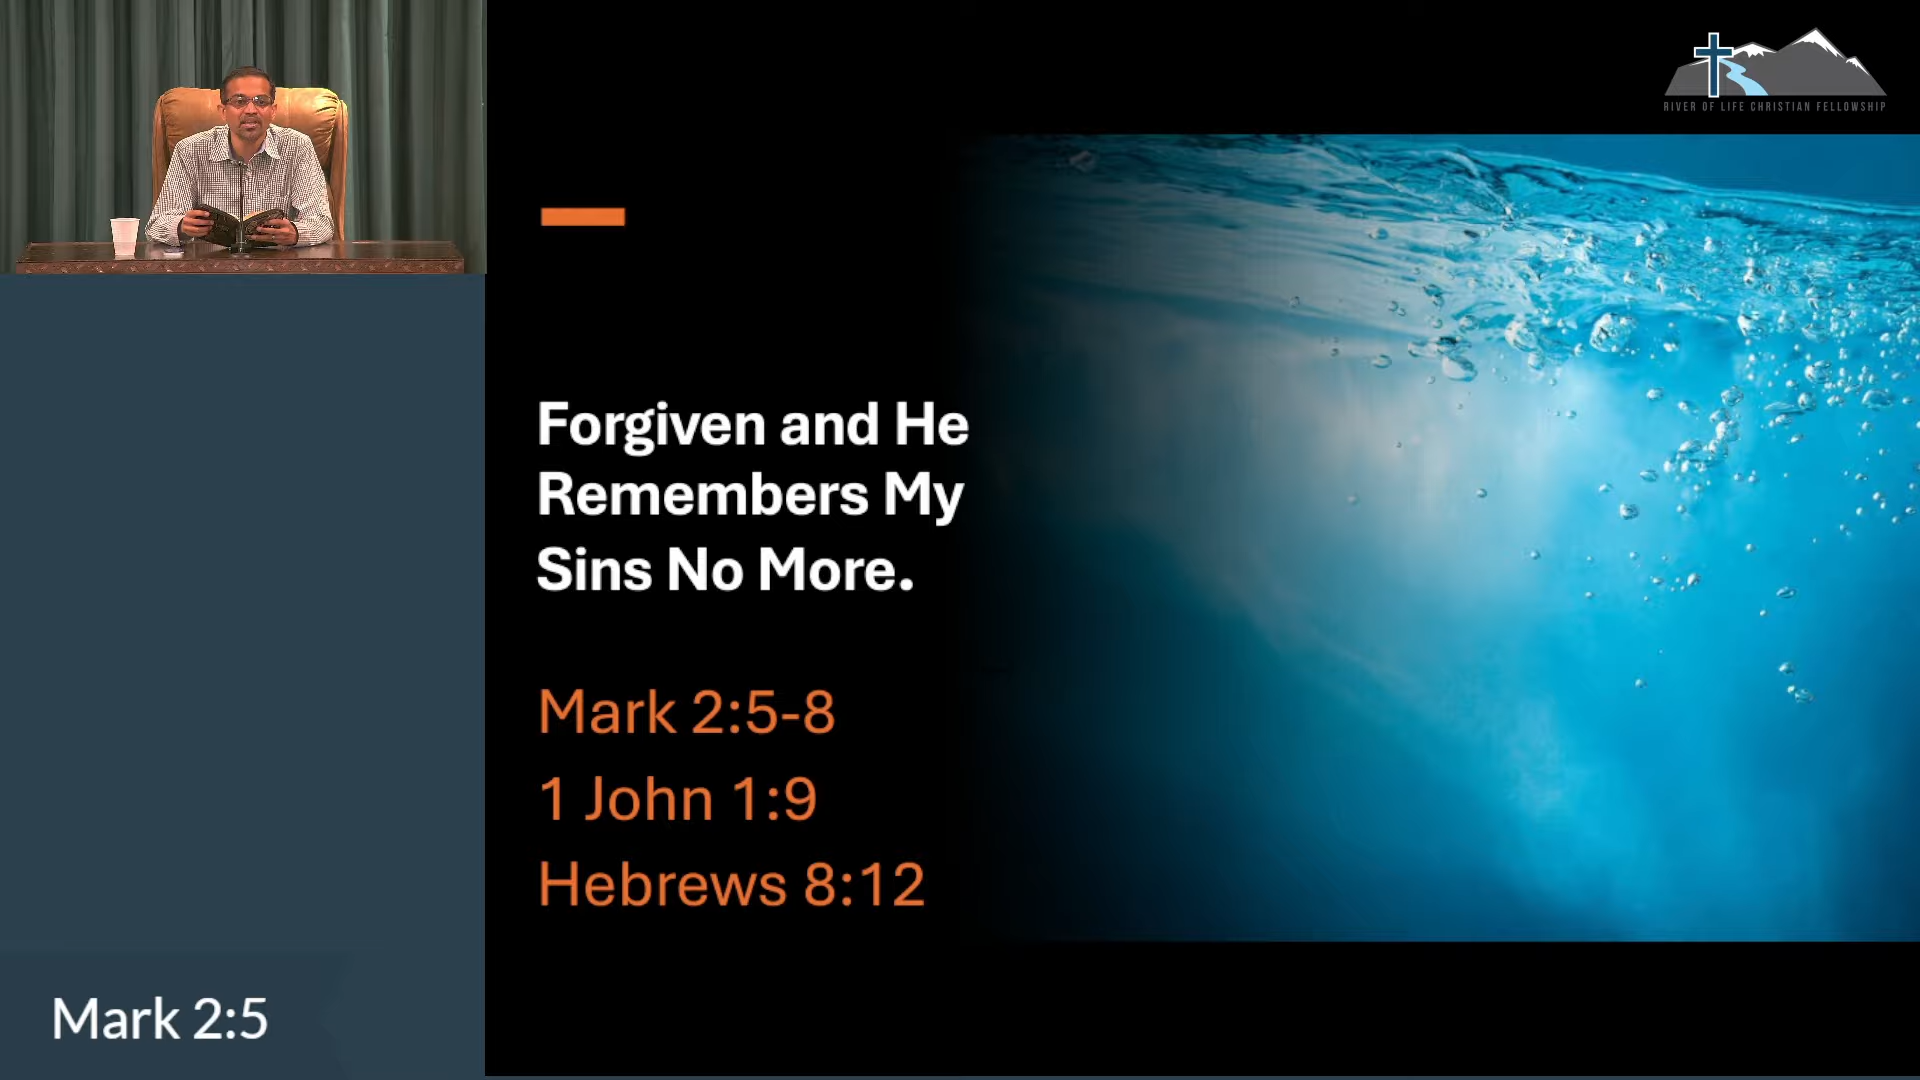 RIVER OF LIFE CHRISTIAN FELLOWSHIP
Forgiven and He
Remembers My
Sins No More.
Mark 2:5-8
1 John 1:9
Hebrews 8:12
Mark 2:5